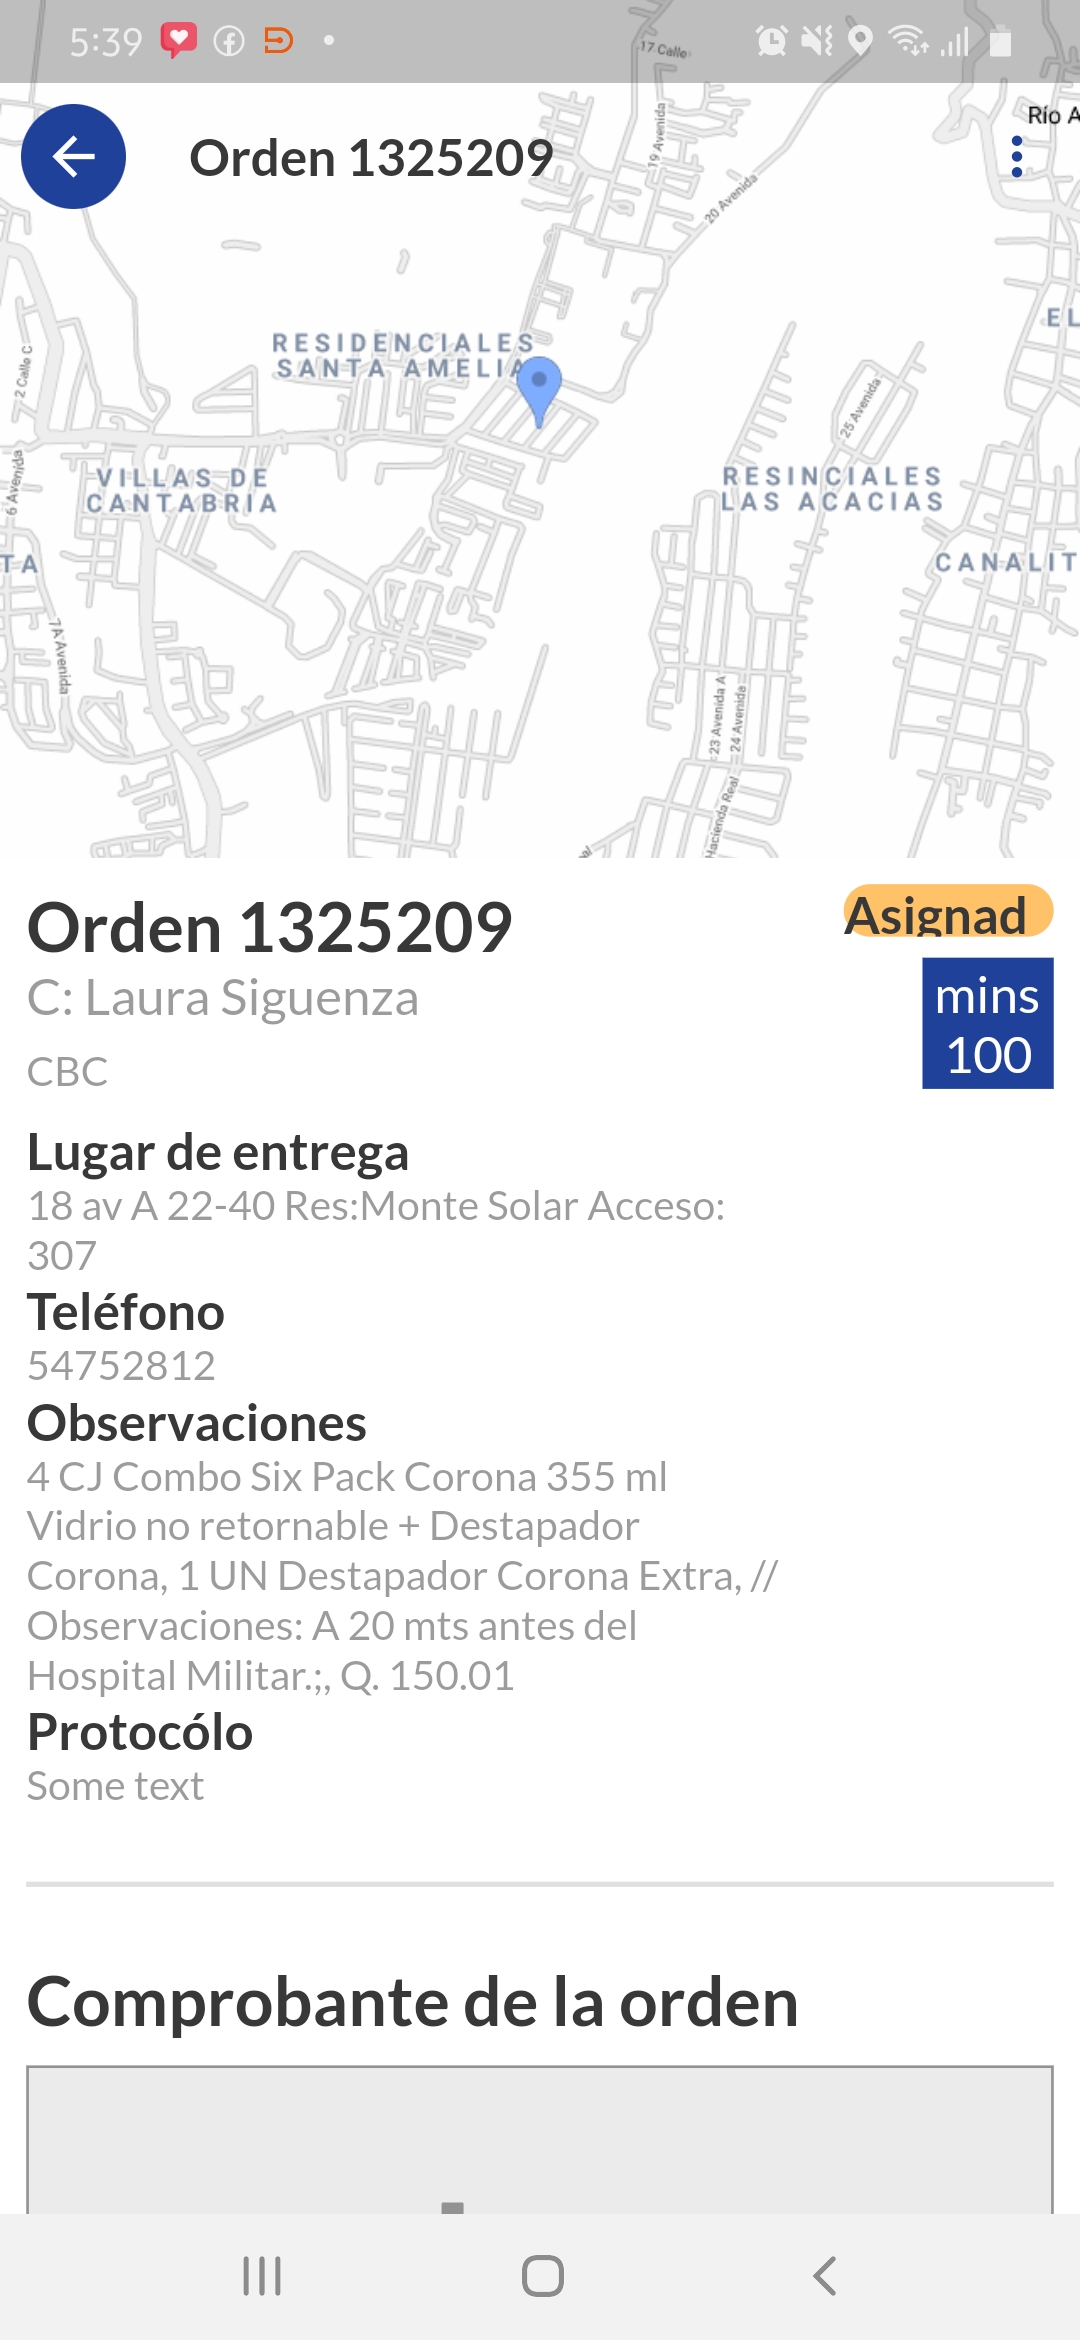 5:39
17 Calle
Río A
Orden 1325209
19 Avenida
20 Avenida
EL
RESIDENCIALES
SANTA AMELIA
2 Calle C
25 Avenida
6 Avenida
VILLAS DE
CANTABRIA
RESINCIALES
LAS ACACIAS
TA
CANALIT
7A Avenida
23 Avenida A
24 Avenida
Hacienda Real
Orden 1325209
Asignad
C: Laura Siguenza
mins
100
CBC
Lugar de entrega
18 av A 22-40 Res:Monte Solar Acceso:
307
Teléfono
54752812
Observaciones
4 CJ Combo Six Pack Corona 355 ml
Vidrio no retornable + Destapador
Corona, 1 UN Destapador Corona Extra, //
Observaciones: A 20 mts antes del
Hospital Militar.;, Q. 150.01
Protocólo
Some text
Comprobante de la orden